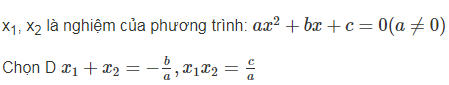 x₁, x₂ là nghiệm của phương trình: ax² + bx + c = 0(a ≠ 0)
Chọn D x₁ + x₂ = −b/a, x₁x₂ = c/a